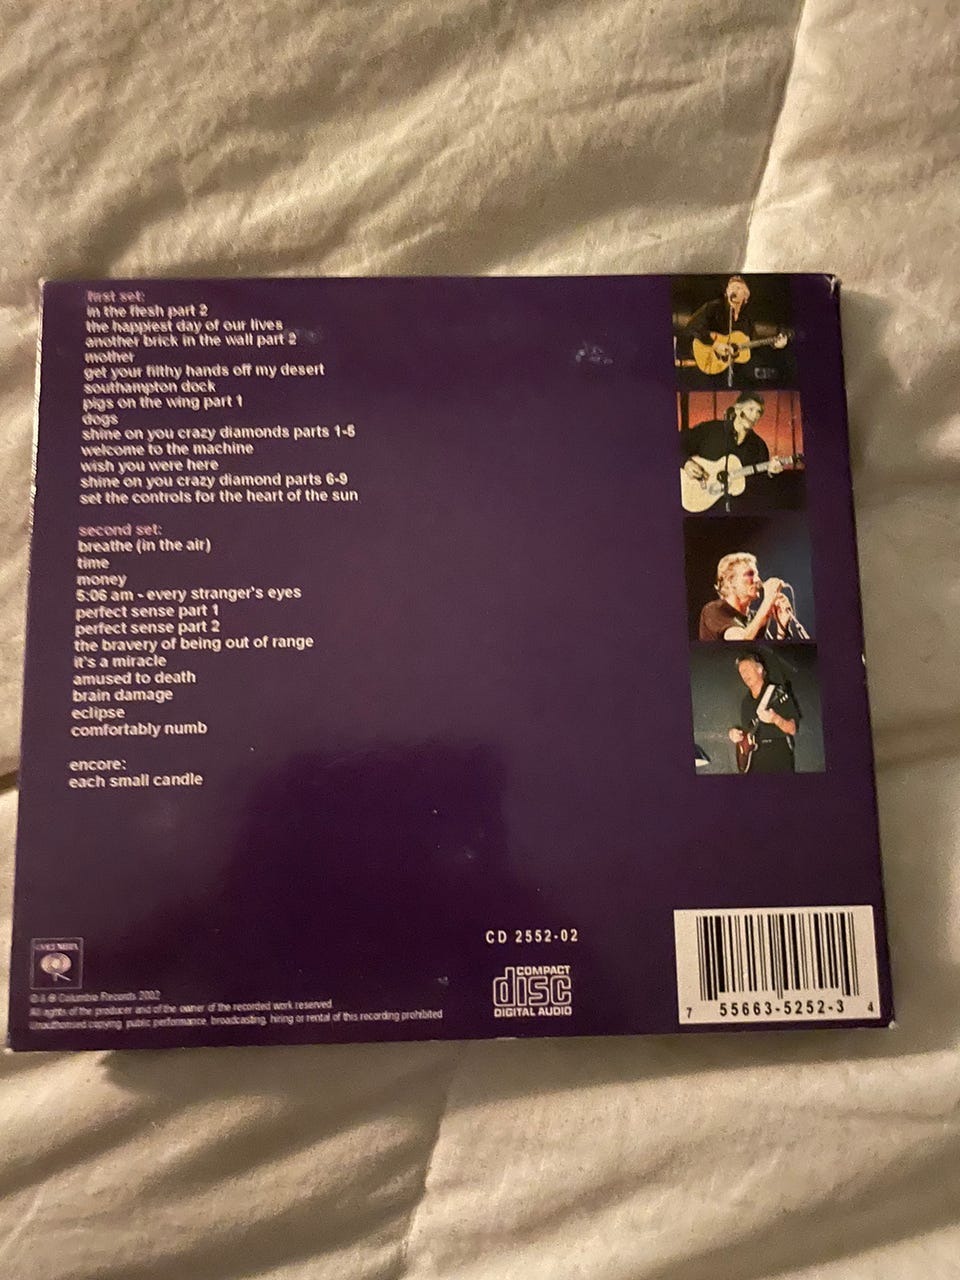 first set:
in the flesh part 2
the happiest day of our lives
another brick in the wall part 2
mother
get your filthy hands off my desert
southampton dock
pigs on the wing part 1
dogs
shine on you crazy diamonds parts 1-5
welcome to the machine
wish you were here
shine on you crazy diamond parts 6-9
set the controls for the heart of the sun
second set:
breathe (in the air)
time
money
5:06 am - every stranger's eyes
perfect sense part 1
perfect sense part 2
the bravery of being out of range
it's a miracle
amused to death
brain damage
eclipse
comfortably numb
encore:
each small candle
CD 2552-02
COLUMBIA
COMPACT
disc
DIGITAL AUDIO
℗ & © Columbia Records 2002
All rights of the producer and of the owner of the recorded work reserved.
Unauthorised copying, public performance, broadcasting, hiring or rental of this recording prohibited
7 55663-5252-3 4